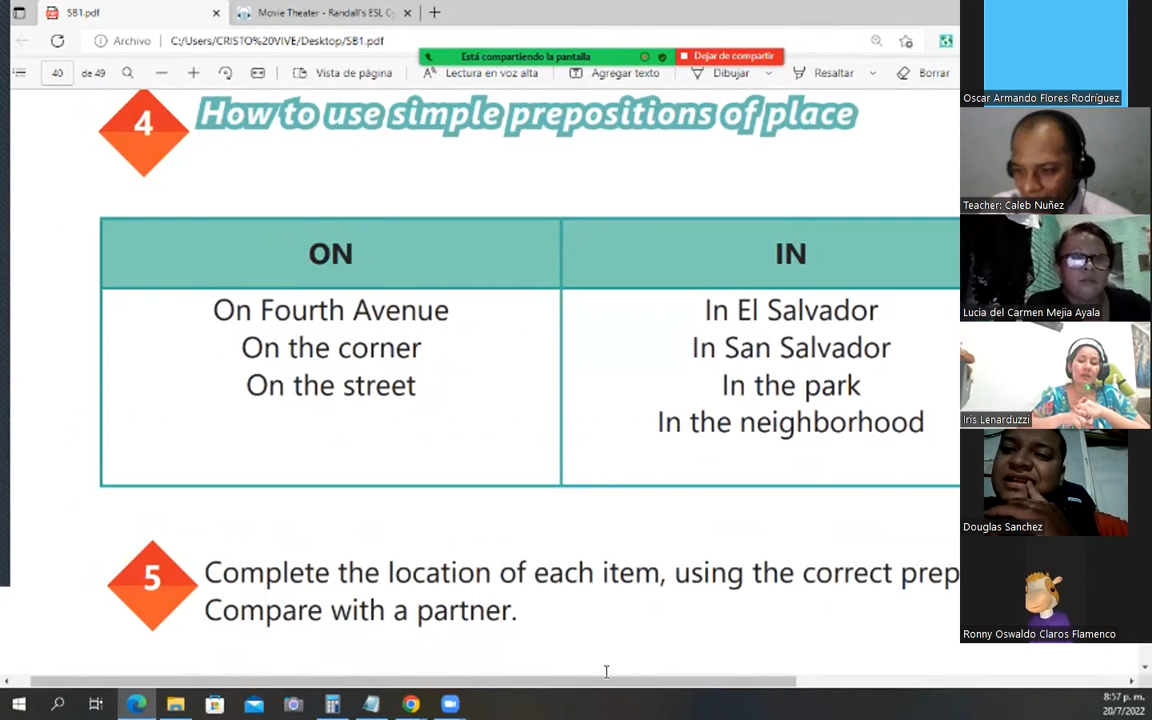 SB1.pdf
Movie Theater - Randall's ESL
Archivo
C:/Users/CRISTO%20VIVE/Desktop/SB1.pdf
Está compartiendo la pantalla
Dejar de compartir
40
de 49
Vista de página
Lectura en voz alta
Agregar texto
Dibujar
Resaltar
Borrar
4
How to use simple prepositions of place
ON
IN
On Fourth Avenue
On the corner
On the street
In El Salvador
In San Salvador
In the park
In the neighborhood
5
Complete the location of each item, using the correct prep
Compare with a partner.
Oscar Armando Flores Rodríguez
Teacher: Caleb Nuñez
Lucia del Carmen Mejia Ayala
Iris Lenarduzzi
Douglas Sanchez
Ronny Oswaldo Claros Flamenco
8:57 p. m.
20/7/2022